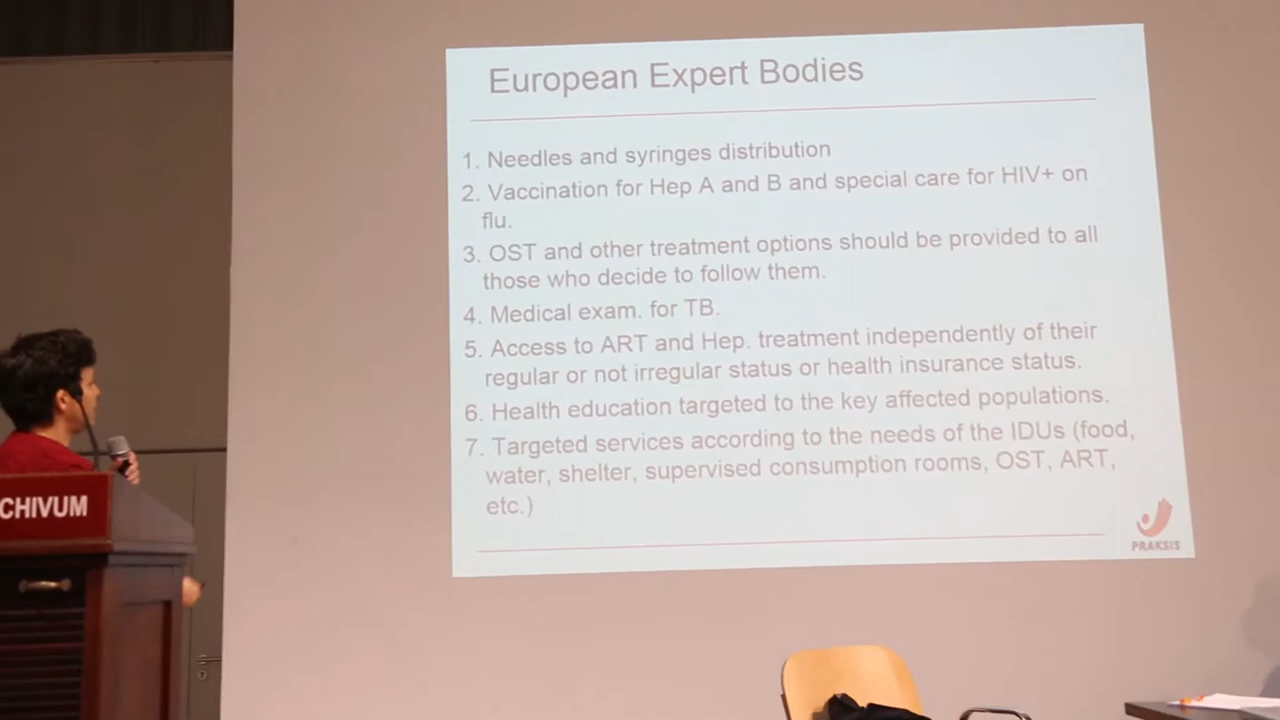 European Expert Bodies
1. Needles and syringes distribution
2. Vaccination for Hep A and B and special care for HIV+ on
flu.
3. OST and other treatment options should be provided to all
those who decide to follow them.
4. Medical exam. for TB.
5. Access to ART and Hep. treatment independently of their
regular or not irregular status or health insurance status.
6. Health education targeted to the key affected populations.
7. Targeted services according to the needs of the IDUs (food,
water, shelter, supervised consumption rooms, OST, ART,
etc.)
PRAKSIS
CHIVUM